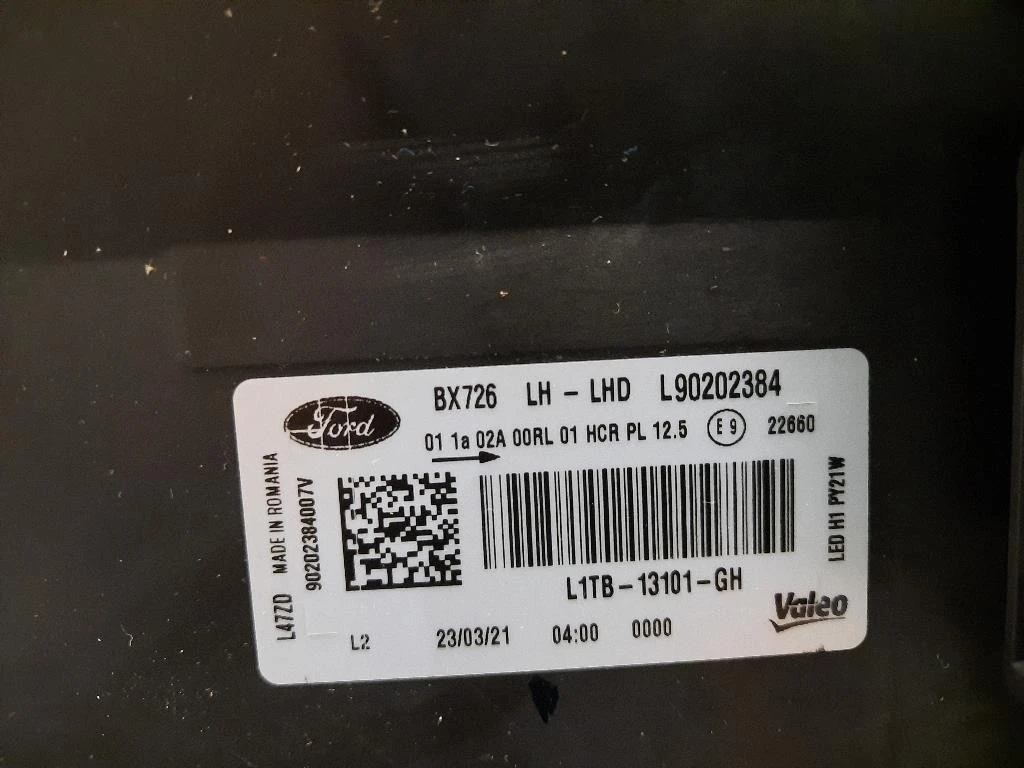 Ford
BX726 LH - LHD L90202384
01 1a 02A 00RL 01 HCR PL 12.5 E9 22660
L47ZD MADE IN ROMANIA
90202384007V
LED H1 PY21W
L1TB-13101-GH
Valeo
L2 23/03/21 04:00 0000